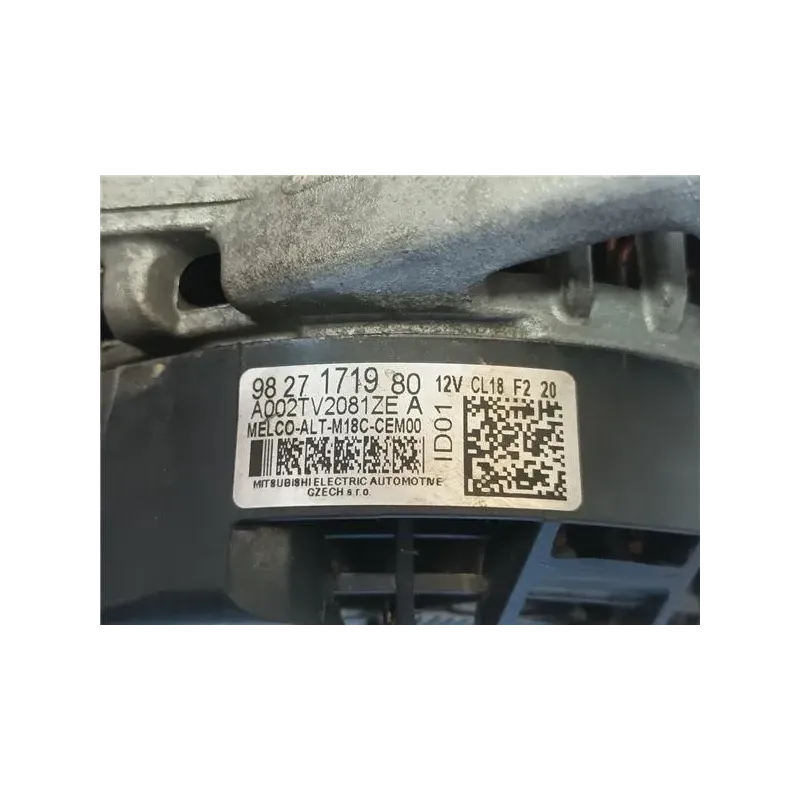 98 27 1719 80 12V CL18 F2 20
A002TV2081ZE A
MELCO-ALT-M18C-CEM00
ID01
MITSUBISHI ELECTRIC AUTOMOTIVE
CZECH s.r.o.